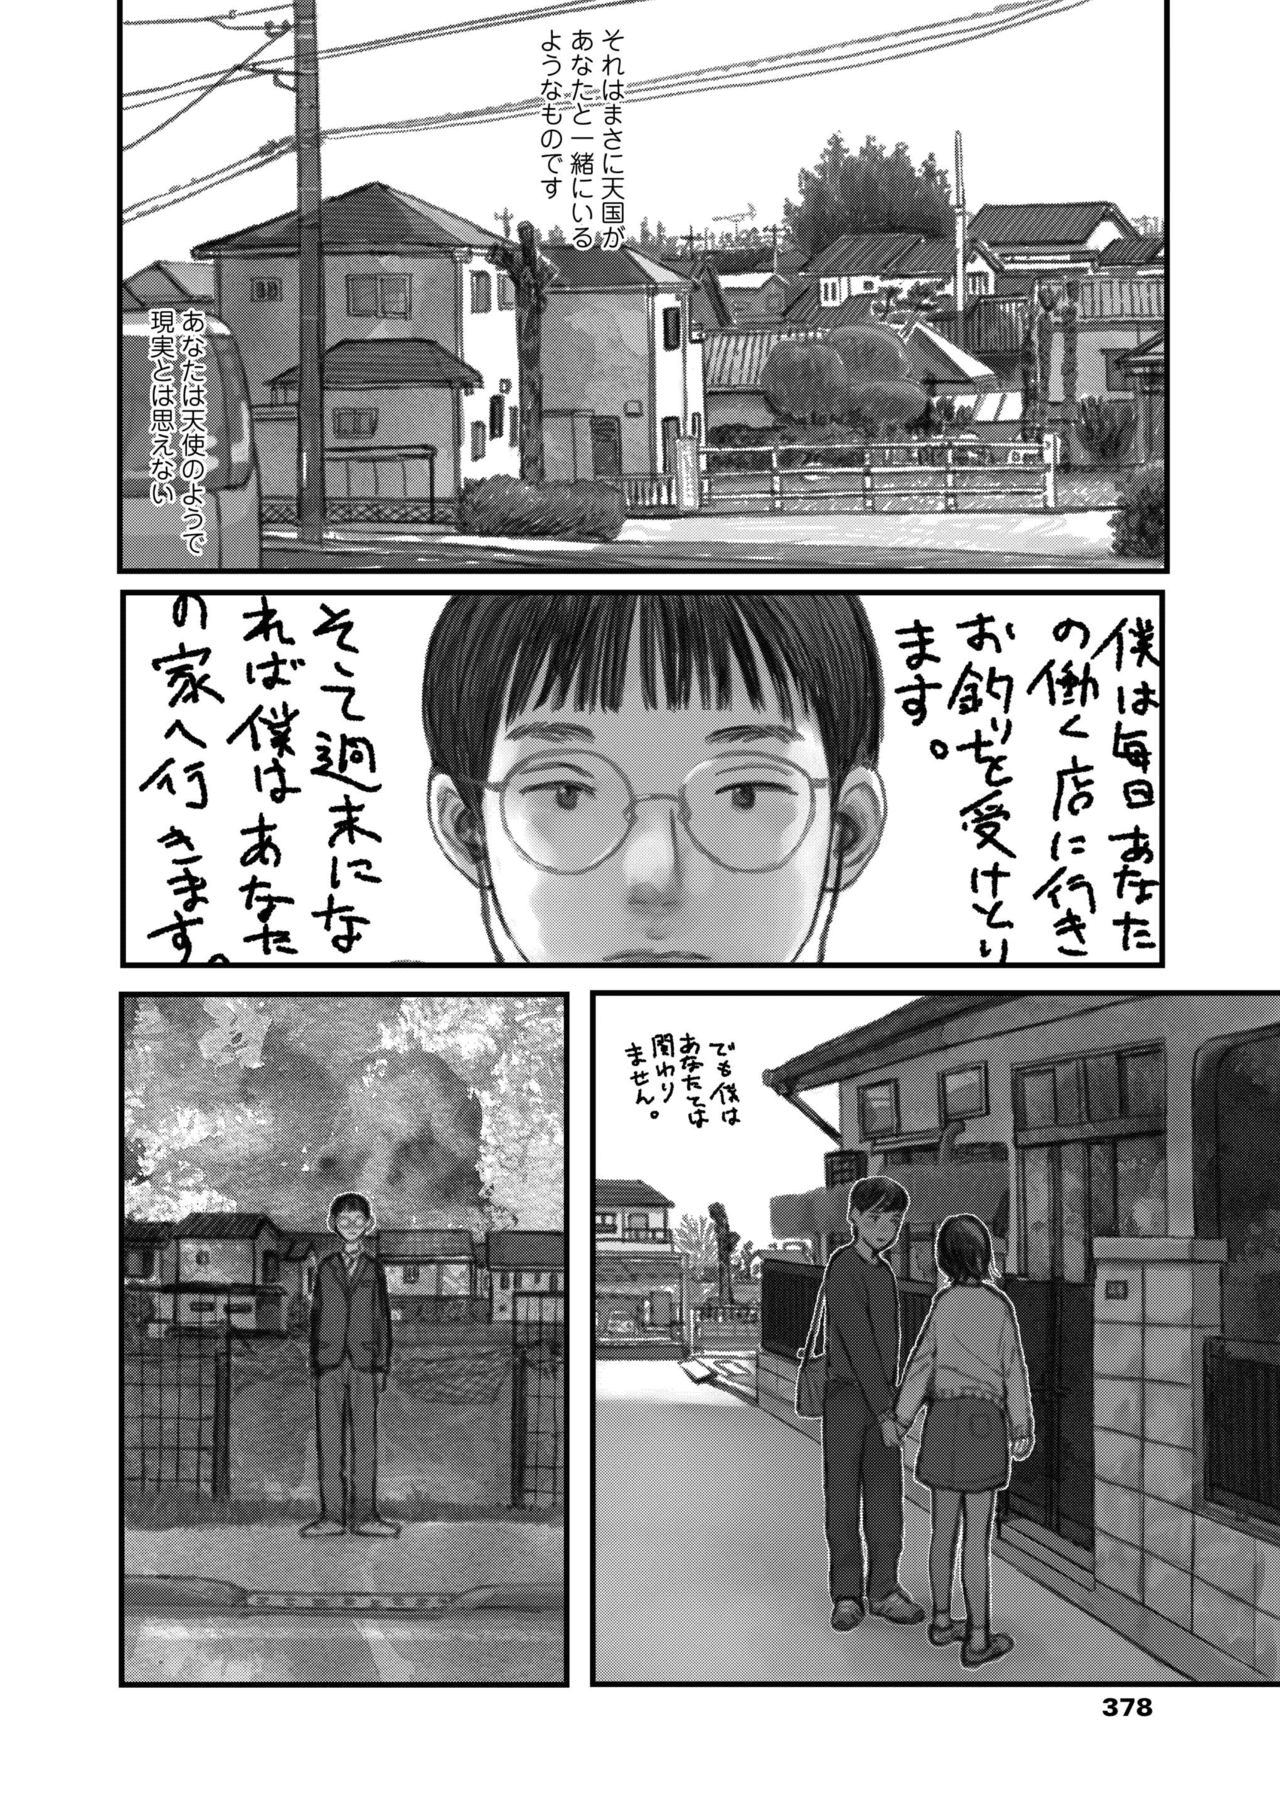 それはまさに天国が
あなたと一緒にいる
ようなものです
あなたは天使のようで
現実とは思えない
僕は毎日あなた
の働く店に行き
お釣りを受けとり
ます。
そして週末にな
れば僕はあなた
の家へ行きます。
でも僕は
あなたとは
関わり
ません。
378